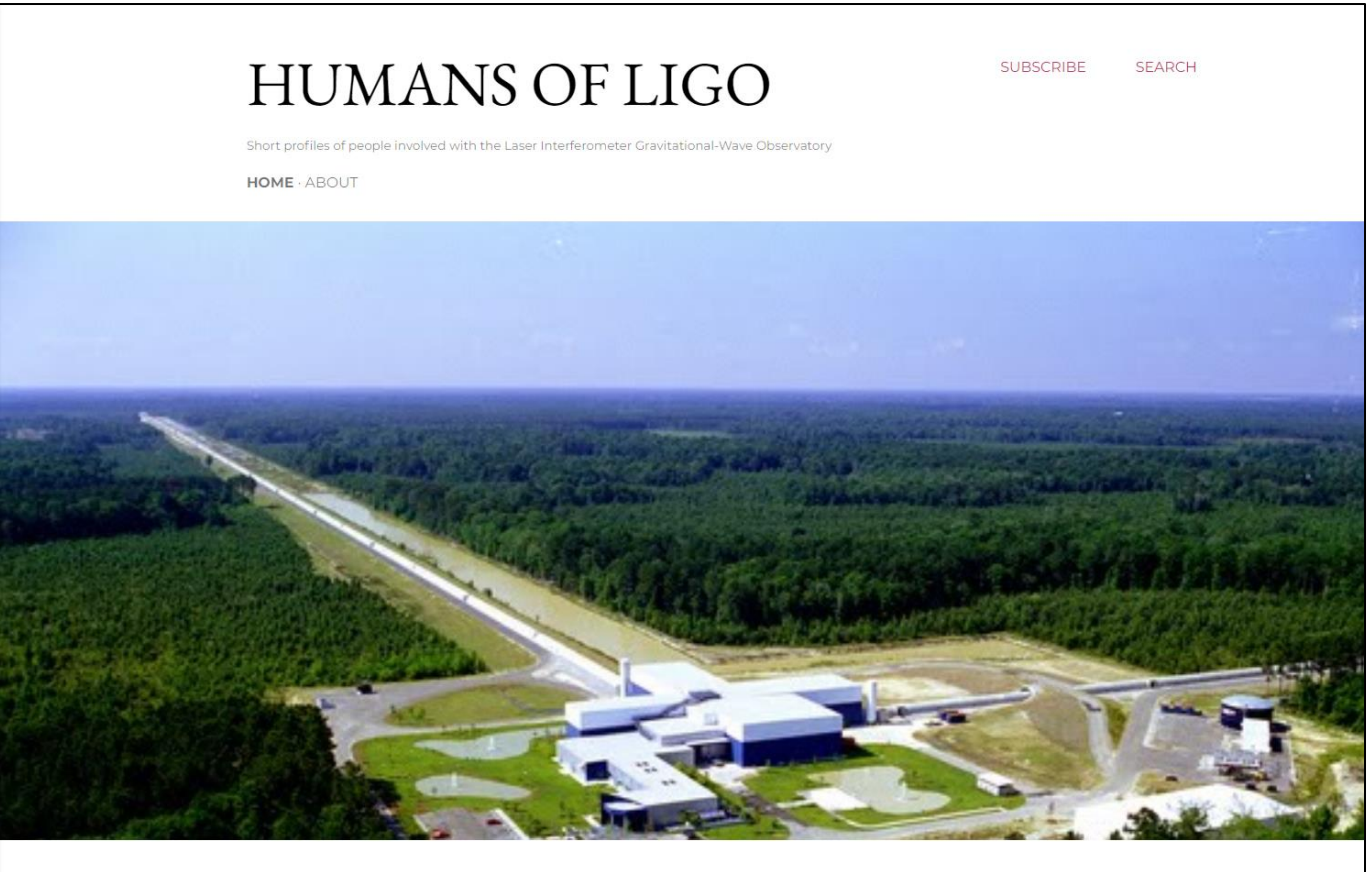 HUMANS OF LIGO
SUBSCRIBE SEARCH
Short profiles of people involved with the Laser Interferometer Gravitational-Wave Observatory
HOME · ABOUT